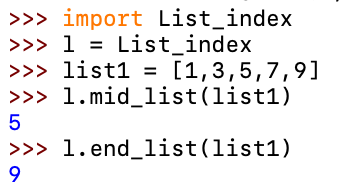 >>> import List_index
>>> l = List_index
>>> list1 = [1,3,5,7,9]
>>> l.mid_list(list1)
5
>>> l.end_list(list1)
9